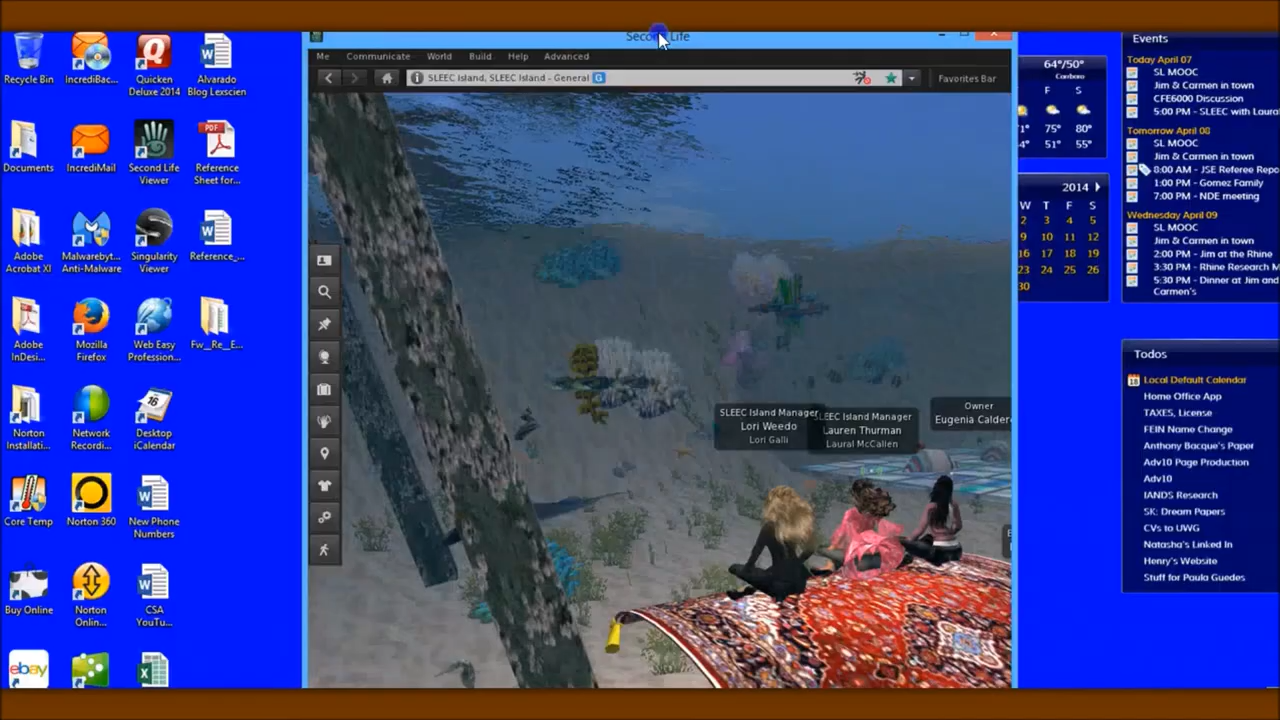 Second Life
Me Communicate World Build Help Advanced
SLEEC Island, SLEEC Island - General G
Favorites Bar
Recycle Bin
IncrediBac...
Quicken
Deluxe 2014
Alvarado
Blog Lexscien
Documents
IncrediMail
Second Life
Viewer
PDF
Reference
Sheet for...
Adobe
Acrobat XI
Malwarebyt...
Anti-Malware
Singularity
Viewer
Reference_...
Adobe
InDesi...
Mozilla
Firefox
Web Easy
Profession...
Fw__Re__E...
Norton
Installati...
Network
Recordi...
16
Desktop
iCalendar
Core Temp
Norton 360
New Phone
Numbers
Buy Online
Norton
Onlin...
CSA
YouTu...
ebay
SLEEC Island Manager
Lori Weedo
Lori Galli
SLEEC Island Manager
Lauren Thurman
Laural McCallen
Owner
Eugenia Calder
64°/50°
Carrboro
F S
75° 80°
51° 55°
2014
W T F S
2 3 4 5
9 10 11 12
16 17 18 19
23 24 25 26
30
Events
Today April 07
SL MOOC
Jim & Carmen in town
CFE6000 Discussion
5:00 PM - SLEEC with Laura
Tomorrow April 08
SL MOOC
Jim & Carmen in town
8:00 AM - JSE Referee Repo
1:00 PM - Gomez Family
7:00 PM - NDE meeting
Wednesday April 09
SL MOOC
Jim & Carmen in town
2:00 PM - Jim at the Rhine
3:30 PM - Rhine Research M
5:30 PM - Dinner at Jim and
Carmen's
Todos
18 Local Default Calendar
Home Office App
TAXES, License
FEIN Name Change
Anthony Bacque's Paper
Adv10 Page Production
Adv10
IANDS Research
SK: Dream Papers
CVs to UWG
Natasha's Linked In
Henry's Website
Stuff for Paula Guedes